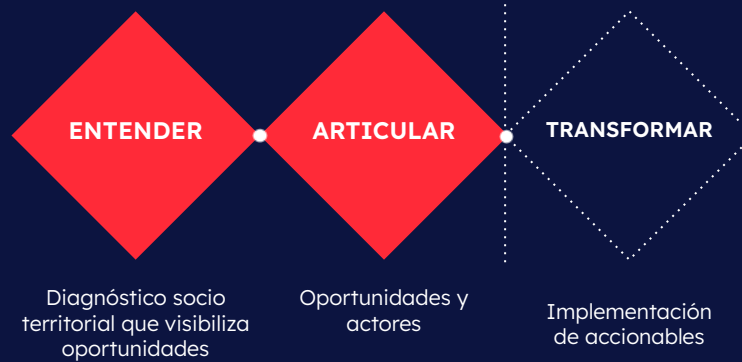 ENTENDER
ARTICULAR
TRANSFORMAR
Diagnóstico socio
territorial que visibiliza
oportunidades
Oportunidades y
actores
Implementación
de accionables